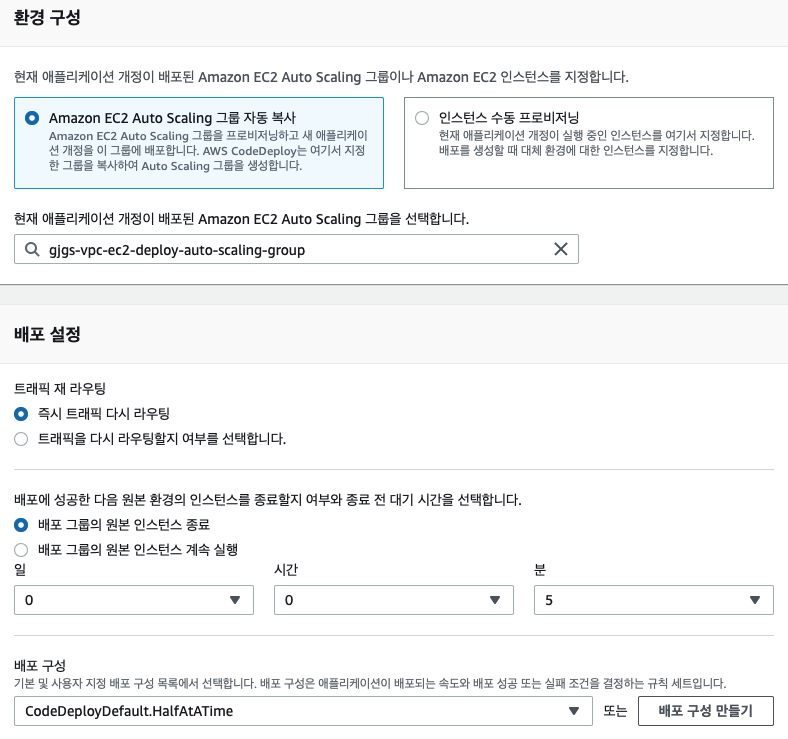 환경 구성
현재 애플리케이션 개정이 배포된 Amazon EC2 Auto Scaling 그룹이나 Amazon EC2 인스턴스를 지정합니다.
Amazon EC2 Auto Scaling 그룹 자동 복사
Amazon EC2 Auto Scaling 그룹을 프로비저닝하고 새 애플리케이
션 개정을 이 그룹에 배포합니다. AWS CodeDeploy는 여기서 지정
한 그룹을 복사하여 Auto Scaling 그룹을 생성합니다.
인스턴스 수동 프로비저닝
현재 애플리케이션 개정이 실행 중인 인스턴스를 여기서 지정합니다.
배포를 생성할 때 대체 환경에 대한 인스턴스를 지정합니다.
현재 애플리케이션 개정이 배포된 Amazon EC2 Auto Scaling 그룹을 선택합니다.
gjgs-vpc-ec2-deploy-auto-scaling-group
배포 설정
트래픽 재 라우팅
즉시 트래픽 다시 라우팅
트래픽을 다시 라우팅할지 여부를 선택합니다.
배포에 성공한 다음 원본 환경의 인스턴스를 종료할지 여부와 종료 전 대기 시간을 선택합니다.
배포 그룹의 원본 인스턴스 종료
배포 그룹의 원본 인스턴스 계속 실행
일 시간 분
0 0 5
배포 구성
기본 및 사용자 지정 배포 구성 목록에서 선택합니다. 배포 구성은 애플리케이션이 배포되는 속도와 배포 성공 또는 실패 조건을 결정하는 규칙 세트입니다.
CodeDeployDefault.HalfAtATime 또는 배포 구성 만들기